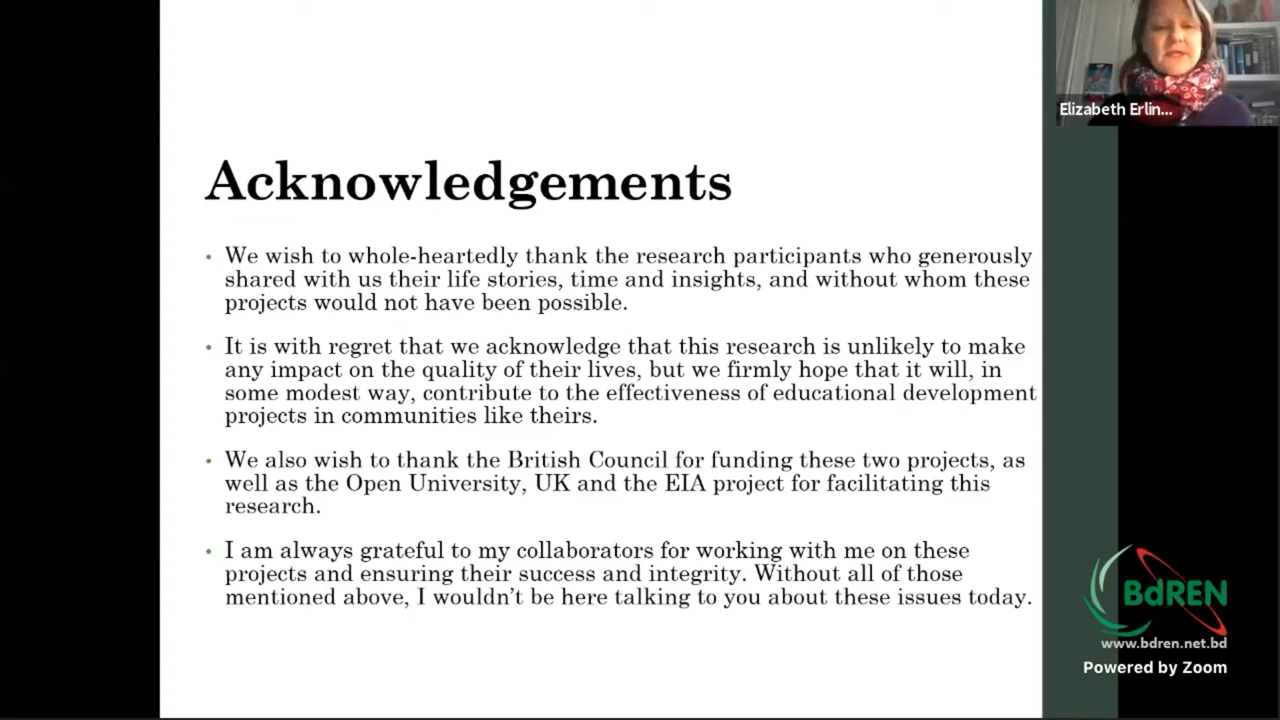 Elizabeth Erlin...
Acknowledgements
• We wish to whole-heartedly thank the research participants who generously
shared with us their life stories, time and insights, and without whom these
projects would not have been possible.
• It is with regret that we acknowledge that this research is unlikely to make
any impact on the quality of their lives, but we firmly hope that it will, in
some modest way, contribute to the effectiveness of educational development
projects in communities like theirs.
• We also wish to thank the British Council for funding these two projects, as
well as the Open University, UK and the EIA project for facilitating this
research.
• I am always grateful to my collaborators for working with me on these
projects and ensuring their success and integrity. Without all of those
mentioned above, I wouldn't be here talking to you about these issues today.
BdREN
www.bdren.net.bd
Powered by Zoom